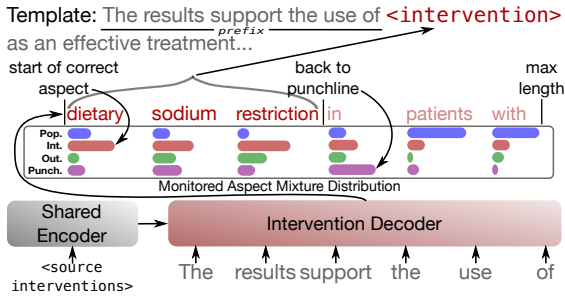 Template: The results support the use of <intervention>
prefix
as an effective treatment...
start of correct aspect
back to punchline
max length
dietary sodium restriction in patients with
Pop.
Int.
Out.
Punch.
Monitored Aspect Mixture Distribution
Shared Encoder
Intervention Decoder
<source interventions>
The results support the use of